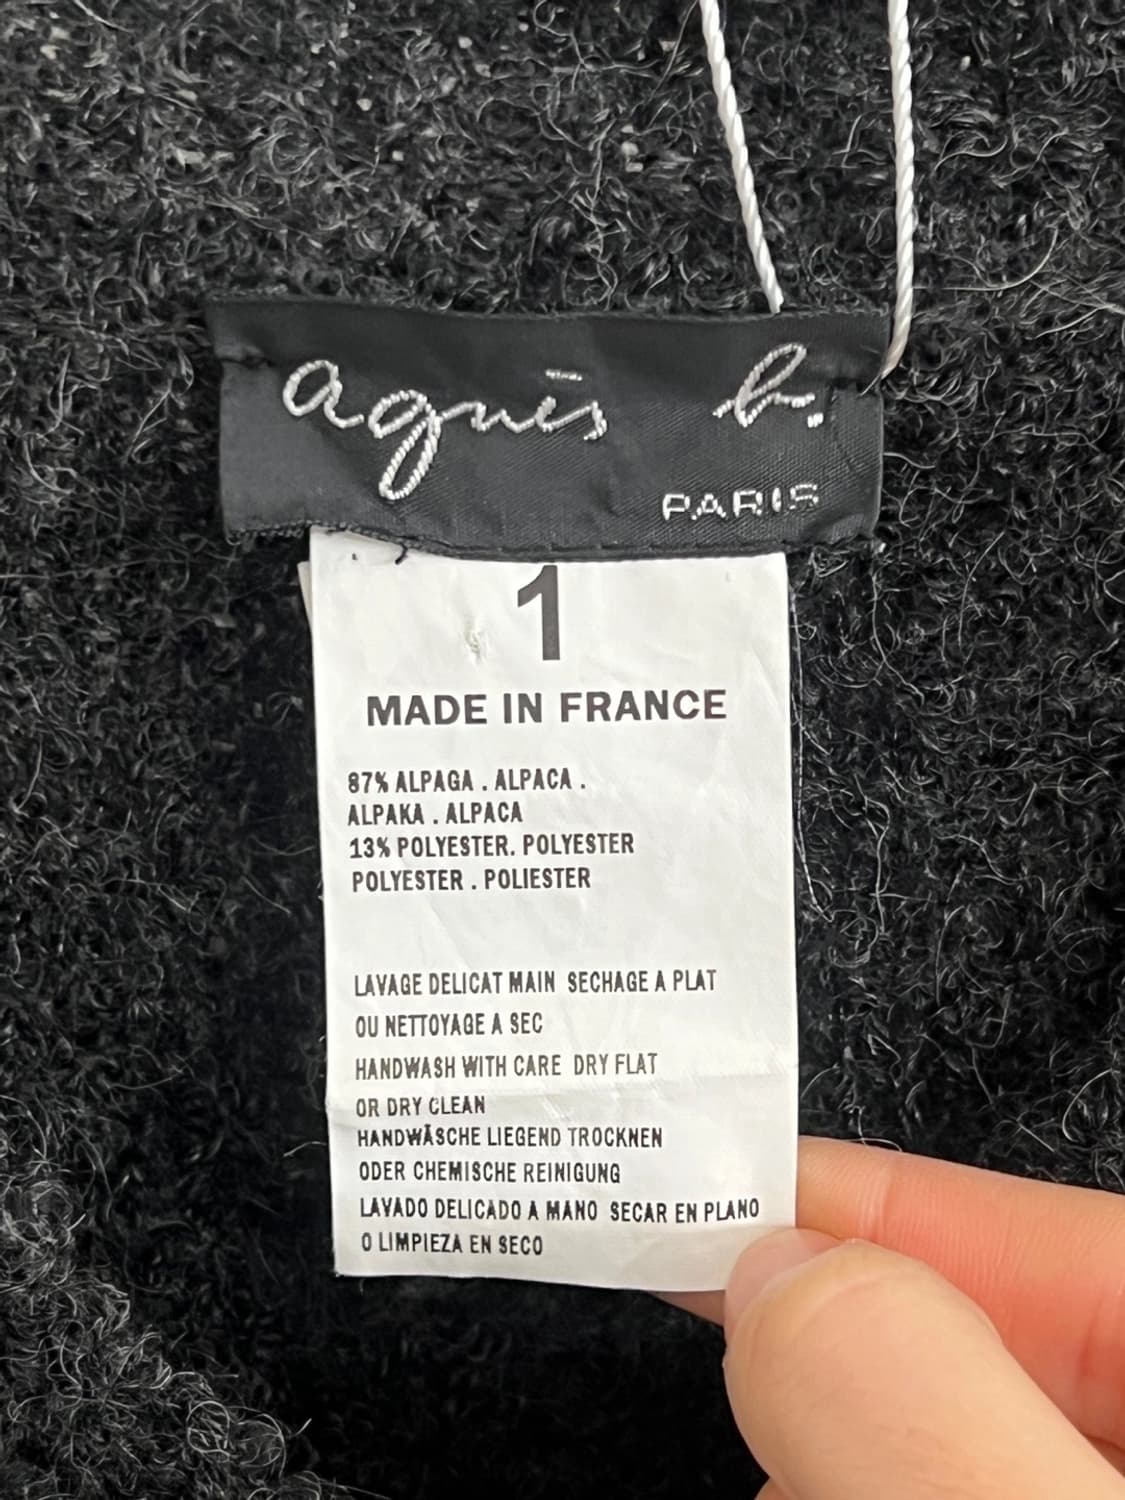 agnès b.
PARIS
1
MADE IN FRANCE
87% ALPAGA . ALPACA .
ALPAKA . ALPACA
13% POLYESTER. POLYESTER
POLYESTER . POLIESTER
LAVAGE DELICAT MAIN SECHAGE A PLAT
OU NETTOYAGE A SEC
HANDWASH WITH CARE DRY FLAT
OR DRY CLEAN
HANDWÄSCHE LIEGEND TROCKNEN
ODER CHEMISCHE REINIGUNG
LAVADO DELICADO A MANO SECAR EN PLANO
O LIMPIEZA EN SECO